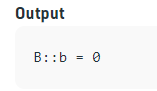 Output
B::b = 0